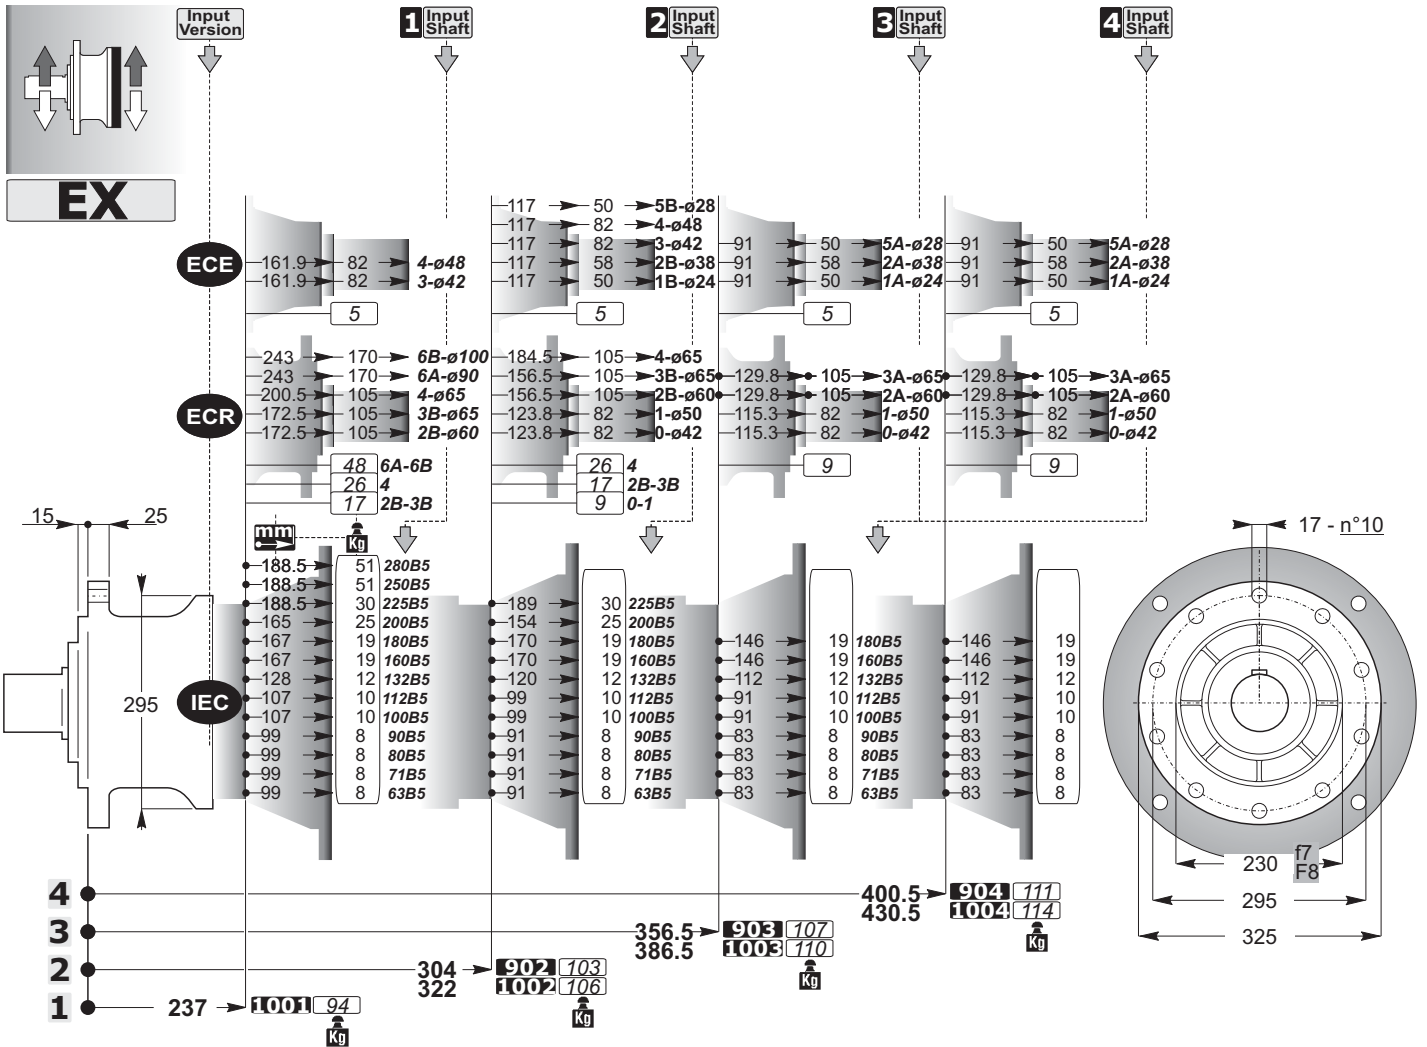 Input Version
1 Input Shaft
2 Input Shaft
3 Input Shaft
4 Input Shaft
EX
ECE
161.9 82 4-ø48
161.9 82 3-ø42
5
117 50 5B-ø28
117 82 4-ø48
117 82 3-ø42
117 58 2B-ø38
117 50 1B-ø24
5
91 50 5A-ø28
91 58 2A-ø38
91 50 1A-ø24
5
91 50 5A-ø28
91 58 2A-ø38
91 50 1A-ø24
5
ECR
243 170 6B-ø100
243 170 6A-ø90
200.5 105 4-ø65
172.5 105 3B-ø65
172.5 105 2B-ø60
48 6A-6B
26 4
17 2B-3B
184.5 105 4-ø65
156.5 105 3B-ø65
156.5 105 2B-ø60
123.8 82 1-ø50
123.8 82 0-ø42
26 4
17 2B-3B
9 0-1
129.8 105 3A-ø65
129.8 105 2A-ø60
115.3 82 1-ø50
115.3 82 0-ø42
9
129.8 105 3A-ø65
129.8 105 2A-ø60
115.3 82 1-ø50
115.3 82 0-ø42
9
15 25
295
IEC
mm Kg
188.5 51 280B5
188.5 51 250B5
188.5 30 225B5
165 25 200B5
167 19 180B5
167 19 160B5
128 12 132B5
107 10 112B5
107 10 100B5
99 8 90B5
99 8 80B5
99 8 71B5
99 8 63B5
189 30 225B5
154 25 200B5
170 19 180B5
170 19 160B5
120 12 132B5
99 10 112B5
99 10 100B5
91 8 90B5
91 8 80B5
91 8 71B5
91 8 63B5
146 19 180B5
146 19 160B5
112 12 132B5
91 10 112B5
91 10 100B5
83 8 90B5
83 8 80B5
83 8 71B5
83 8 63B5
146 19
146 19
112 12
91 10
91 10
83 8
83 8
83 8
83 8
17 - n°10
230 f7 F8
295
325
4 400.5 904 111
430.5 1004 114
Kg
3 356.5 903 107
386.5 1003 110
Kg
2 304 902 103
322 1002 106
Kg
1 237 1001 94
Kg